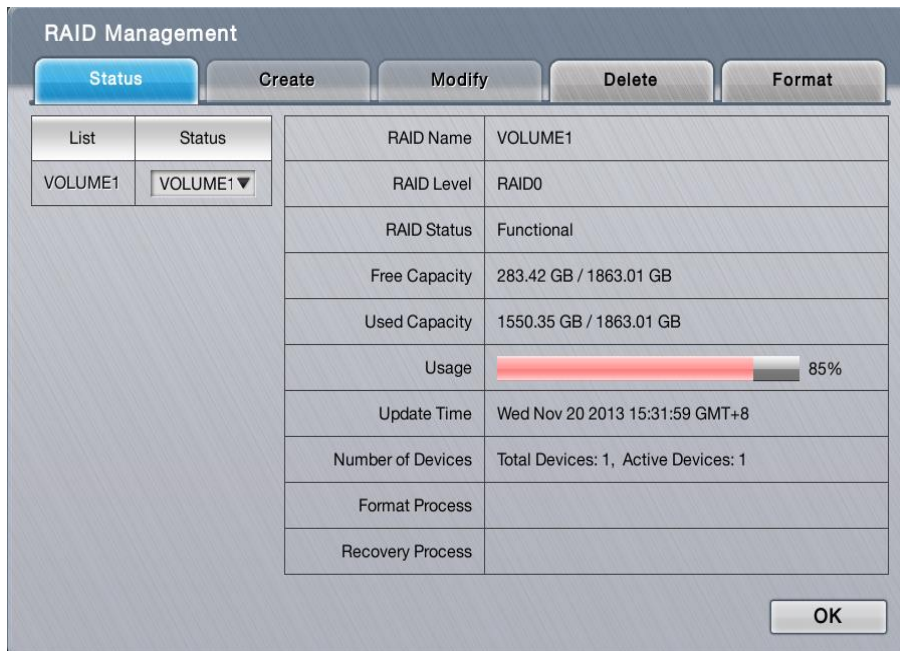 RAID Management
Status Create Modify Delete Format
List Status
VOLUME1 VOLUME1
RAID Name VOLUME1
RAID Level RAID0
RAID Status Functional
Free Capacity 283.42 GB / 1863.01 GB
Used Capacity 1550.35 GB / 1863.01 GB
Usage 85%
Update Time Wed Nov 20 2013 15:31:59 GMT+8
Number of Devices Total Devices: 1, Active Devices: 1
Format Process
Recovery Process
OK